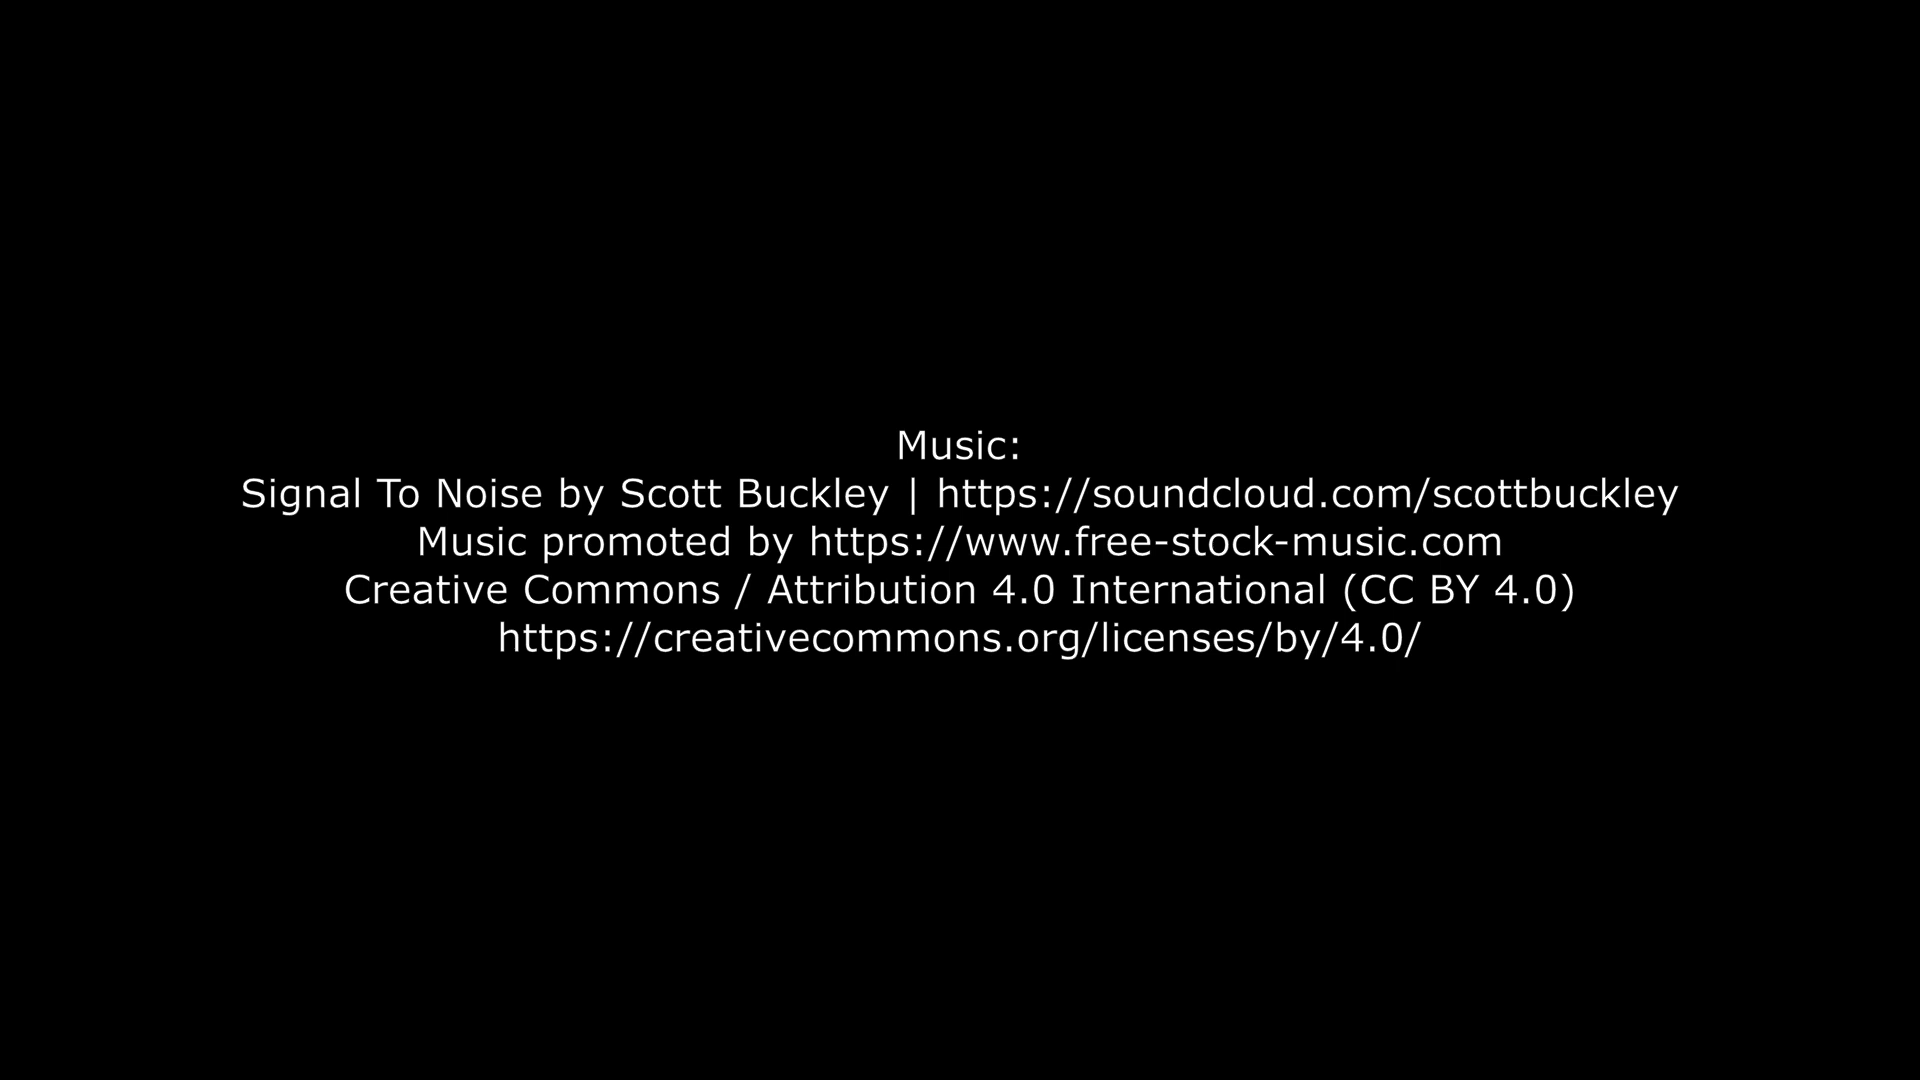 Music:
Signal To Noise by Scott Buckley | https://soundcloud.com/scottbuckley
Music promoted by https://www.free-stock-music.com
Creative Commons / Attribution 4.0 International (CC BY 4.0)
https://creativecommons.org/licenses/by/4.0/